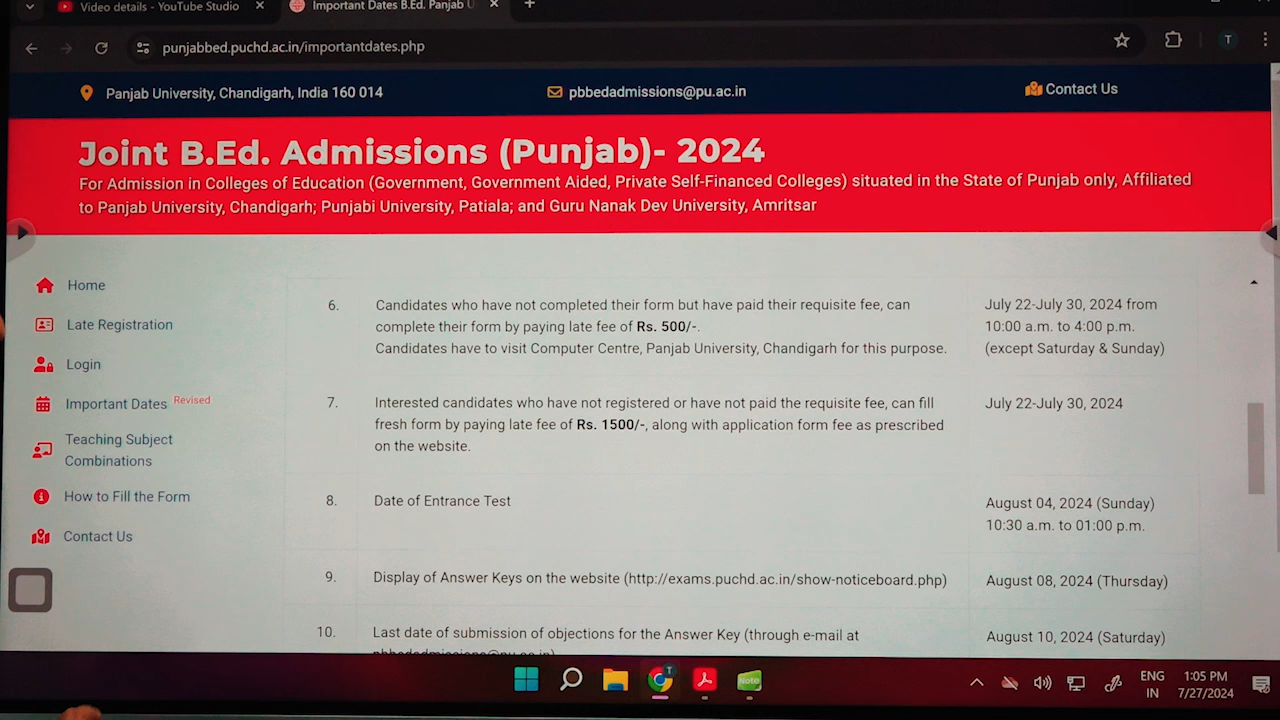 Video details - YouTube Studio
Important Dates B.Ed. Panjab U
punjabbed.puchd.ac.in/importantdates.php
T
Panjab University, Chandigarh, India 160 014
pbbedadmissions@pu.ac.in
Contact Us
Joint B.Ed. Admissions (Punjab)- 2024
For Admission in Colleges of Education (Government, Government Aided, Private Self-Financed Colleges) situated in the State of Punjab only, Affiliated
to Panjab University, Chandigarh; Punjabi University, Patiala; and Guru Nanak Dev University, Amritsar
Home
Late Registration
Login
Important Dates Revised
Teaching Subject
Combinations
How to Fill the Form
Contact Us
6.
Candidates who have not completed their form but have paid their requisite fee, can
complete their form by paying late fee of Rs. 500/-.
Candidates have to visit Computer Centre, Panjab University, Chandigarh for this purpose.
July 22-July 30, 2024 from
10:00 a.m. to 4:00 p.m.
(except Saturday & Sunday)
7.
Interested candidates who have not registered or have not paid the requisite fee, can fill
fresh form by paying late fee of Rs. 1500/-, along with application form fee as prescribed
on the website.
July 22-July 30, 2024
8.
Date of Entrance Test
August 04, 2024 (Sunday)
10:30 a.m. to 01:00 p.m.
9.
Display of Answer Keys on the website (http://exams.puchd.ac.in/show-noticeboard.php)
August 08, 2024 (Thursday)
10.
Last date of submission of objections for the Answer Key (through e-mail at
pbbedadmissions@pu.ac.in)
August 10, 2024 (Saturday)
T
Note
ENG
IN
1:05 PM
7/27/2024